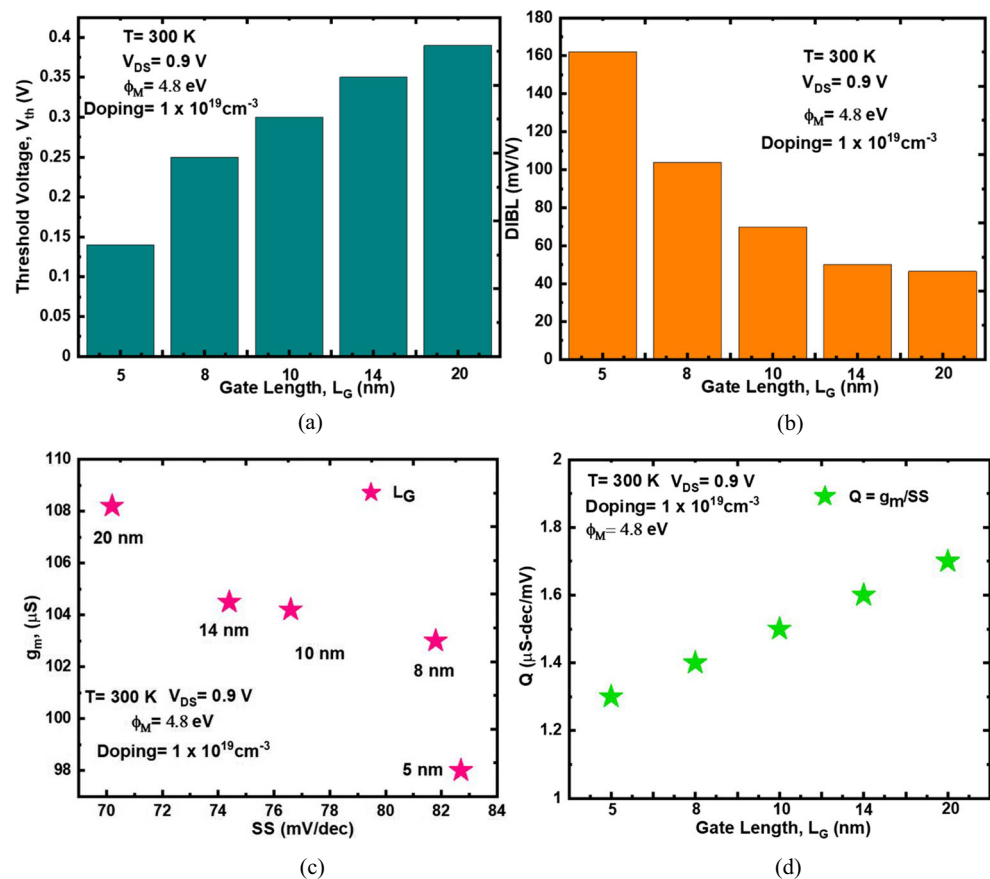 0.4
0.35
0.3
0.25
0.2
0.15
0.1
0.05
0
Threshold Voltage, V_th (V)
T= 300 K
V_DS= 0.9 V
ϕ_M= 4.8 eV
Doping= 1 x 10^19cm^-3
5 8 10 14 20
Gate Length, L_G (nm)
(a)
160
140
120
100
80
60
40
20
0
DIBL (mV/V)
T= 300 K
V_DS= 0.9 V
ϕ_M= 4.8 eV
Doping= 1 x 10^19cm^-3
5 8 10 14 20
Gate Length, L_G (nm)
(b)
110
108
106
104
102
100
98
g_m, (μS)
L_G
20 nm
14 nm
10 nm
8 nm
5 nm
T= 300 K V_DS= 0.9 V
ϕ_M= 4.8 eV
Doping= 1 x 10^19cm^-3
70 72 74 76 78 80 82 84
SS (mV/dec)
(c)
2
1.8
1.6
1.4
1.2
1
Q (μS-dec/mV)
T= 300 K V_DS= 0.9 V
Doping= 1 x 10^19cm^-3
ϕ_M= 4.8 eV
Q = g_m/SS
5 8 10 14 20
Gate Length, L_G (nm)
(d)